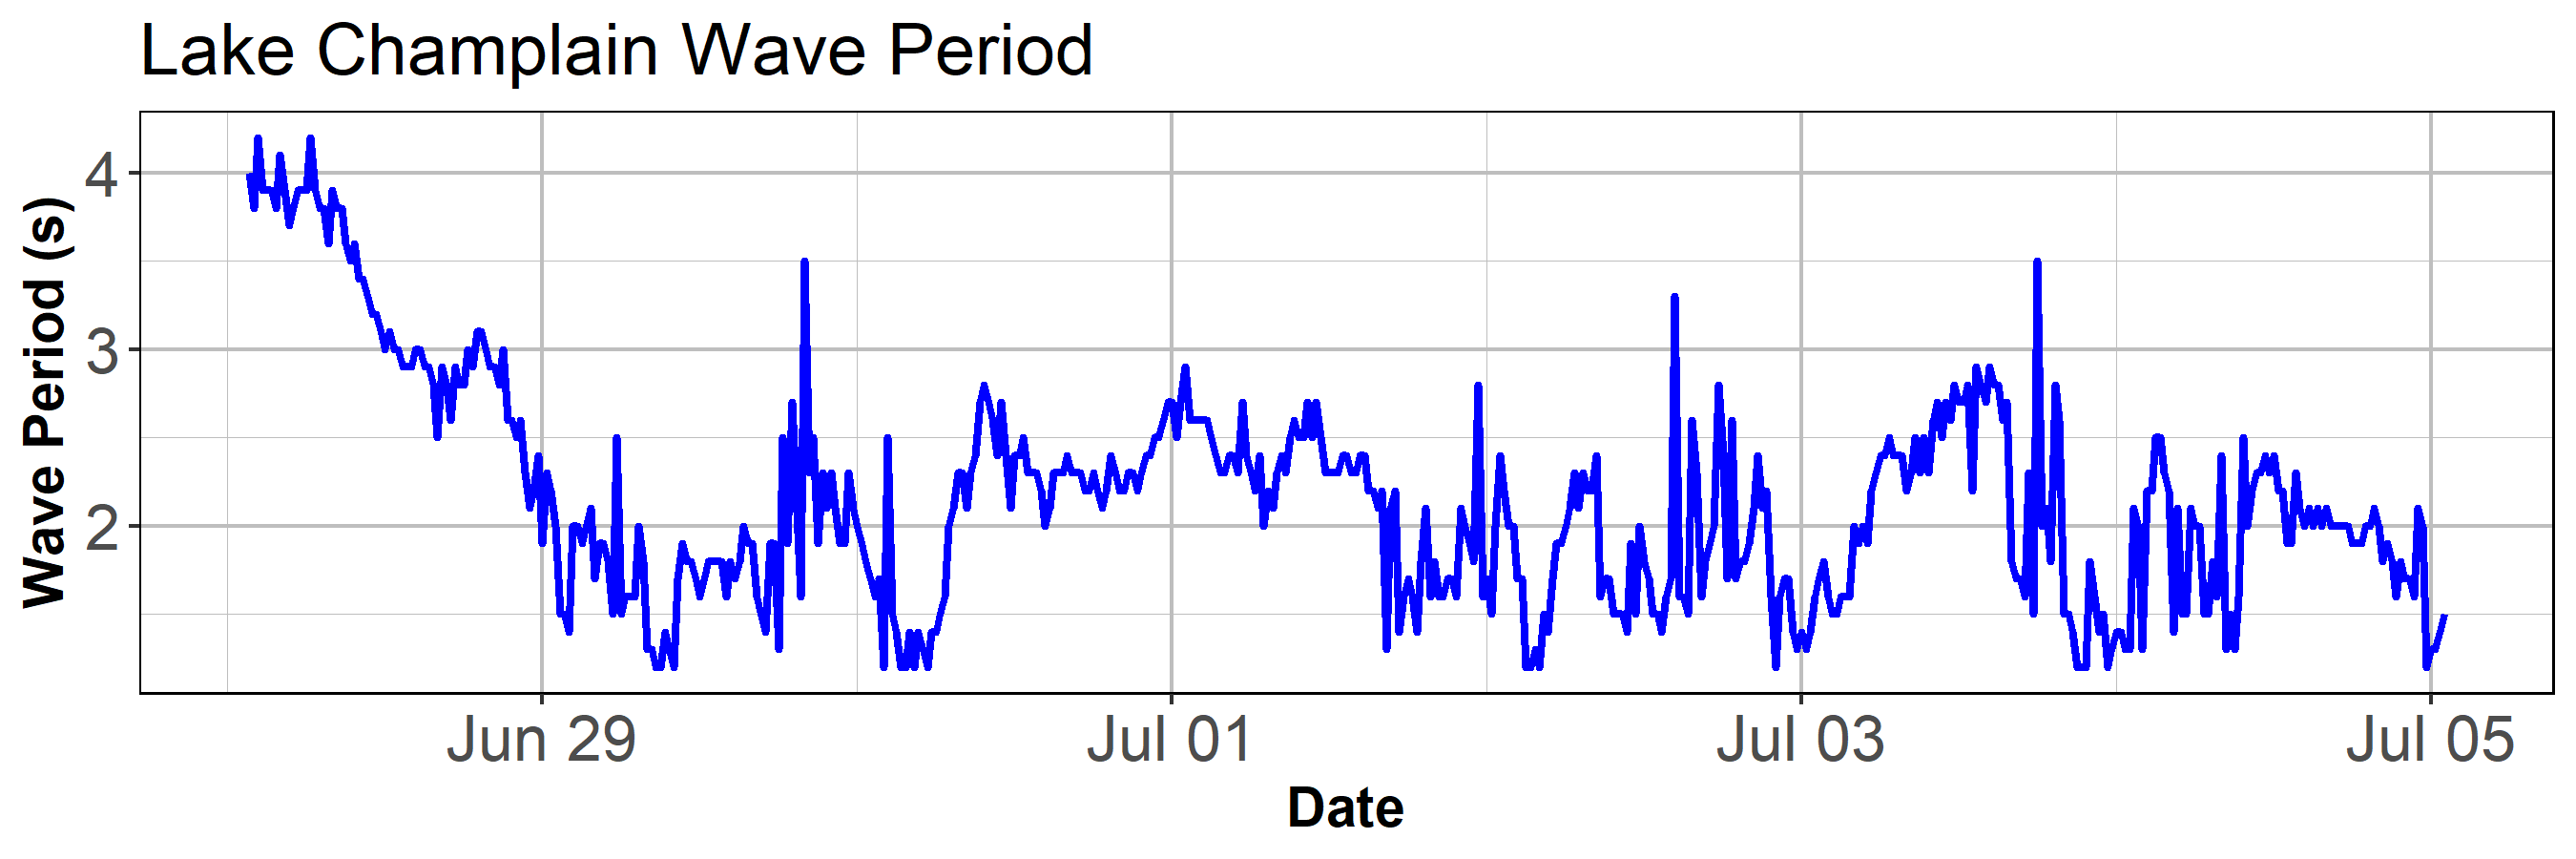 Lake Champlain Wave Period
Wave Period (s)
4
3
2
Jun 29 Jul 01 Jul 03 Jul 05
Date